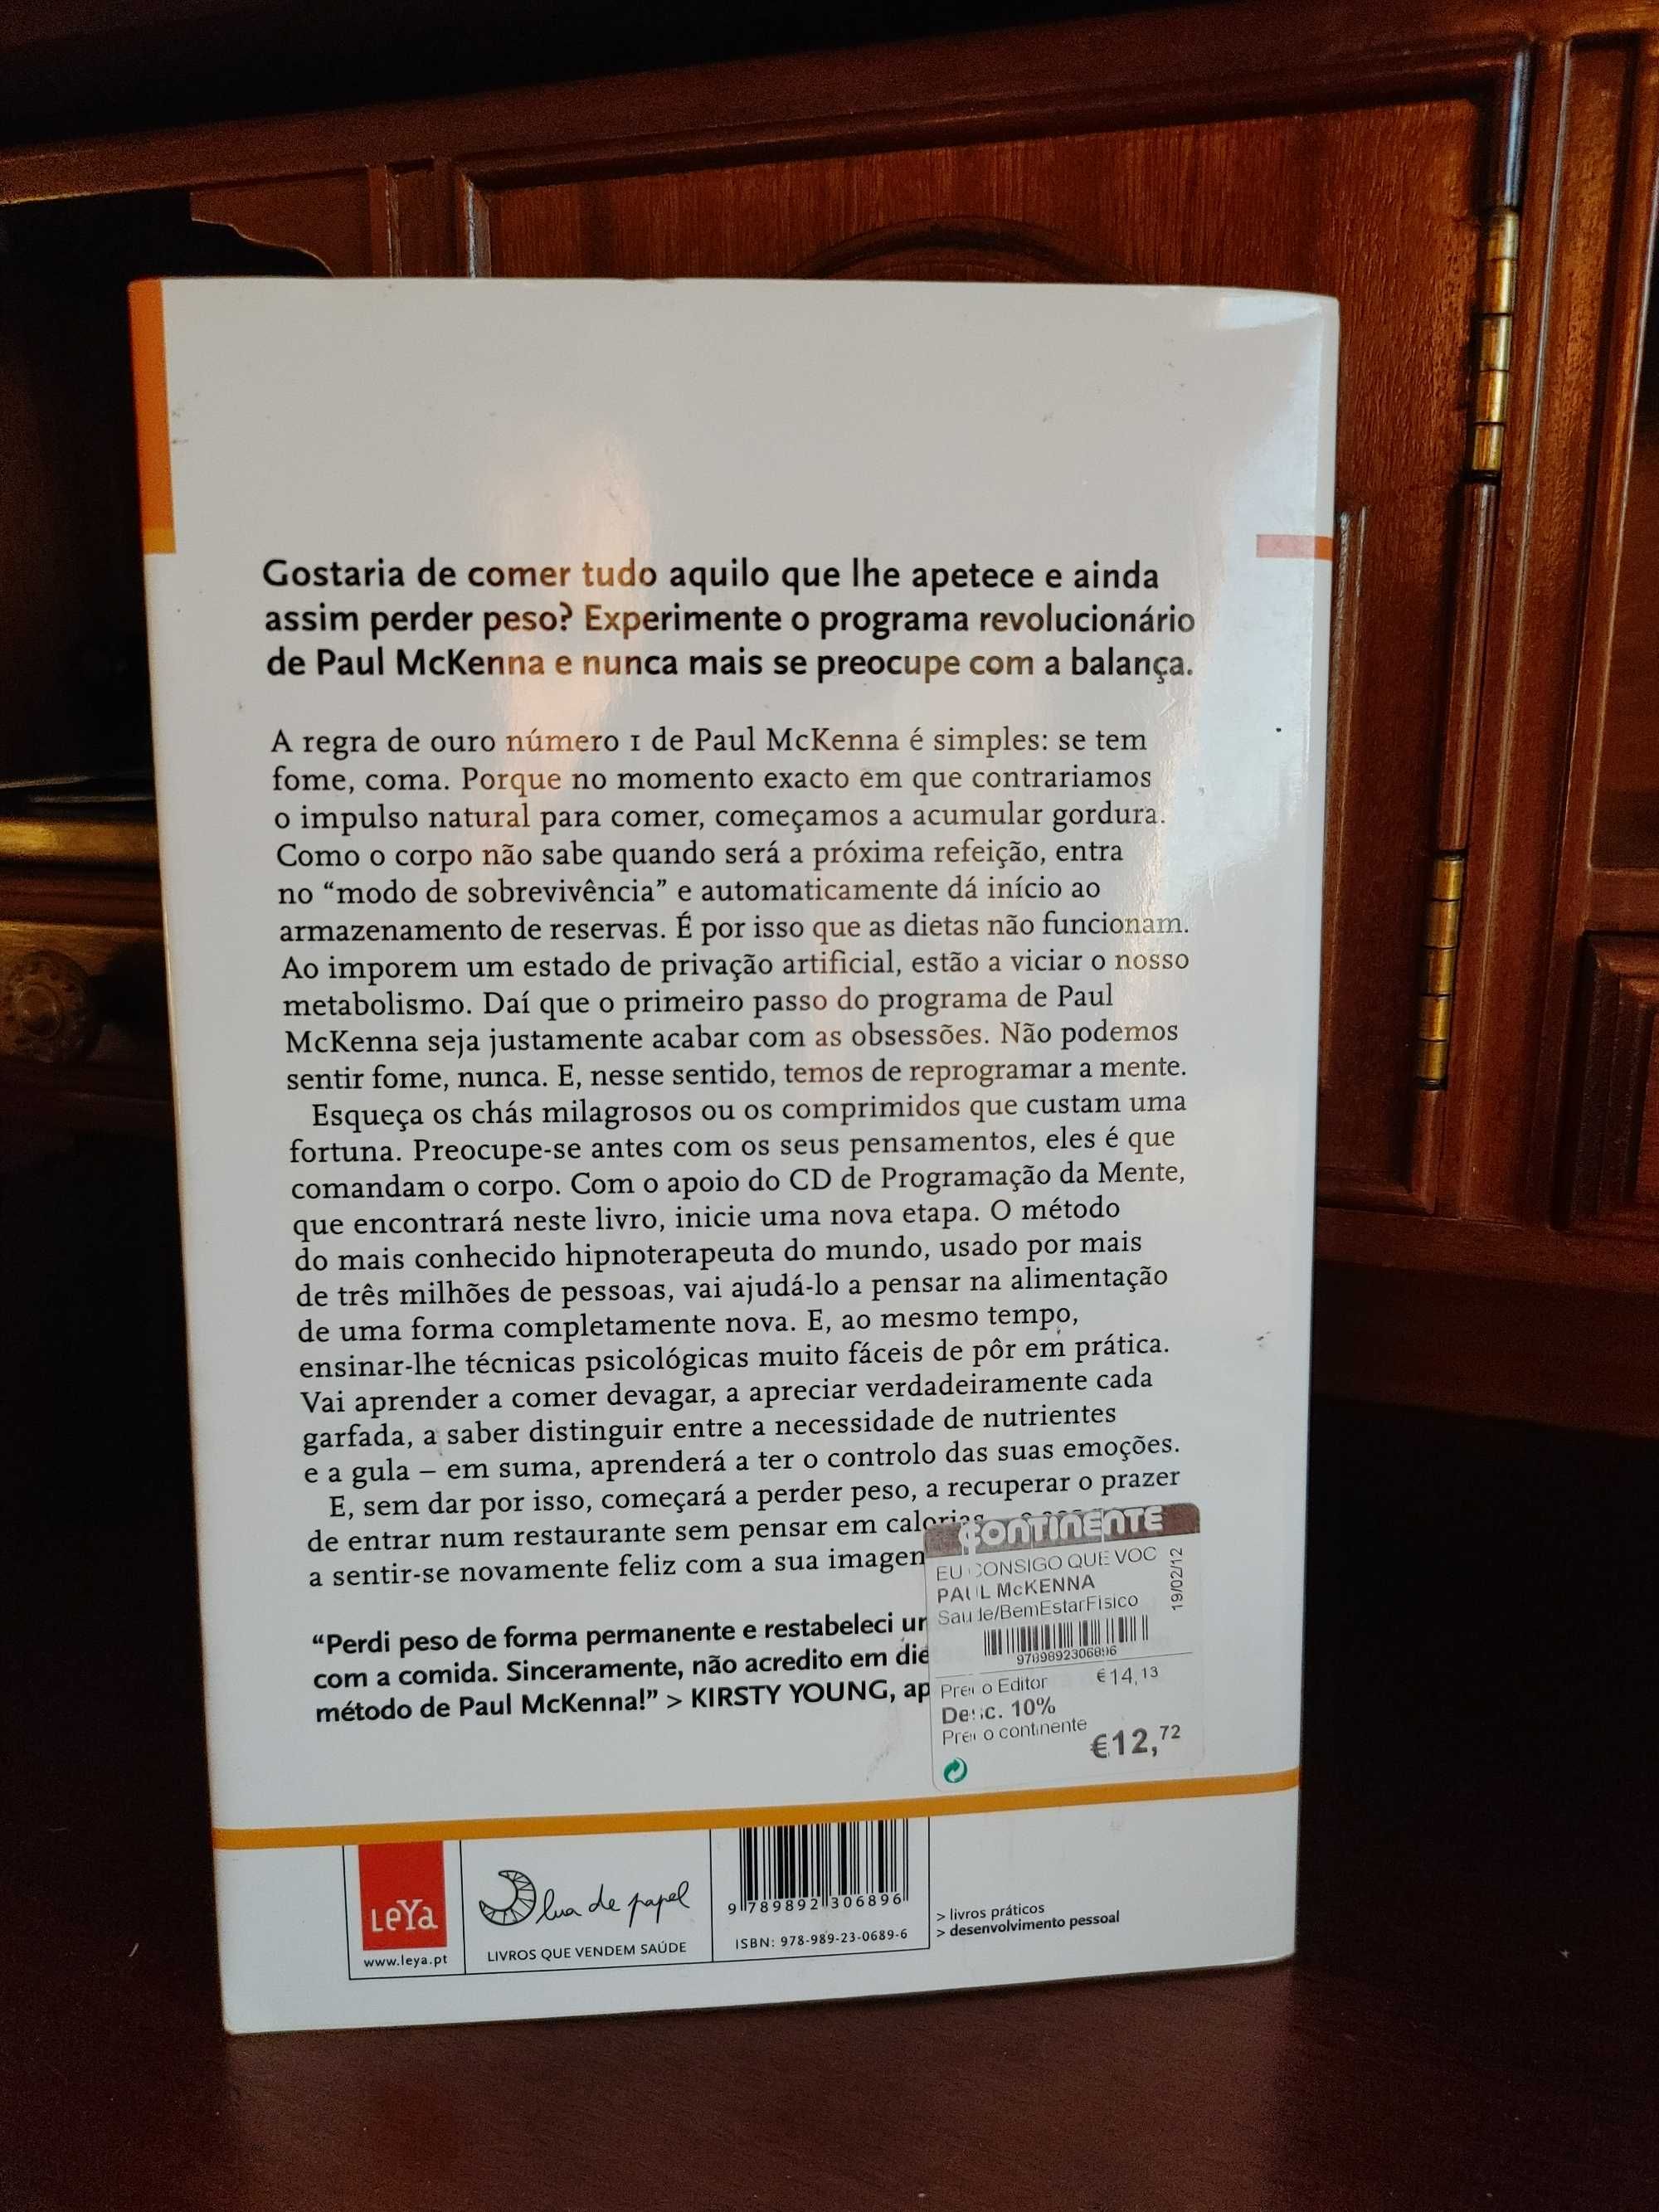 Gostaria de comer tudo aquilo que lhe apetece e ainda
assim perder peso? Experimente o programa revolucionário
de Paul McKenna e nunca mais se preocupe com a balança.
A regra de ouro número 1 de Paul McKenna é simples: se tem
fome, coma. Porque no momento exacto em que contrariamos
o impulso natural para comer, começamos a acumular gordura.
Como o corpo não sabe quando será a próxima refeição, entra
no “modo de sobrevivência” e automaticamente dá início ao
armazenamento de reservas. É por isso que as dietas não funcionam.
Ao imporem um estado de privação artificial, estão a viciar o nosso
metabolismo. Daí que o primeiro passo do programa de Paul
McKenna seja justamente acabar com as obsessões. Não podemos
sentir fome, nunca. E, nesse sentido, temos de reprogramar a mente.
Esqueça os chás milagrosos ou os comprimidos que custam uma
fortuna. Preocupe-se antes com os seus pensamentos, eles é que
comandam o corpo. Com o apoio do CD de Programação da Mente,
que encontrará neste livro, inicie uma nova etapa. O método
do mais conhecido hipnoterapeuta do mundo, usado por mais
de três milhões de pessoas, vai ajudá-lo a pensar na alimentação
de uma forma completamente nova. E, ao mesmo tempo,
ensinar-lhe técnicas psicológicas muito fáceis de pôr em prática.
Vai aprender a comer devagar, a apreciar verdadeiramente cada
garfada, a saber distinguir entre a necessidade de nutrientes
e a gula – em suma, aprenderá a ter o controlo das suas emoções.
E, sem dar por isso, começará a perder peso, a recuperar o prazer
de entrar num restaurante sem pensar em calorias
a sentir-se novamente feliz com a sua imagen
“Perdi peso de forma permanente e restabeleci
com a comida. Sinceramente, não acredito em
método de Paul McKenna!” > KIRSTY YOUNG,
CONTINENTE
EU CONSIGO QUE VOC
PAUL McKENNA
Saude/BemEstarFisico
19/02/12
9789892306896
Preço Editor €14,13
Desc. 10%
Preço continente
€12,72
LeYa
www.leya.pt
lua de papel
LIVROS QUE VENDEM SAÚDE
9 789892 306896
ISBN: 978-989-23-0689-6
> livros práticos
> desenvolvimento pessoal